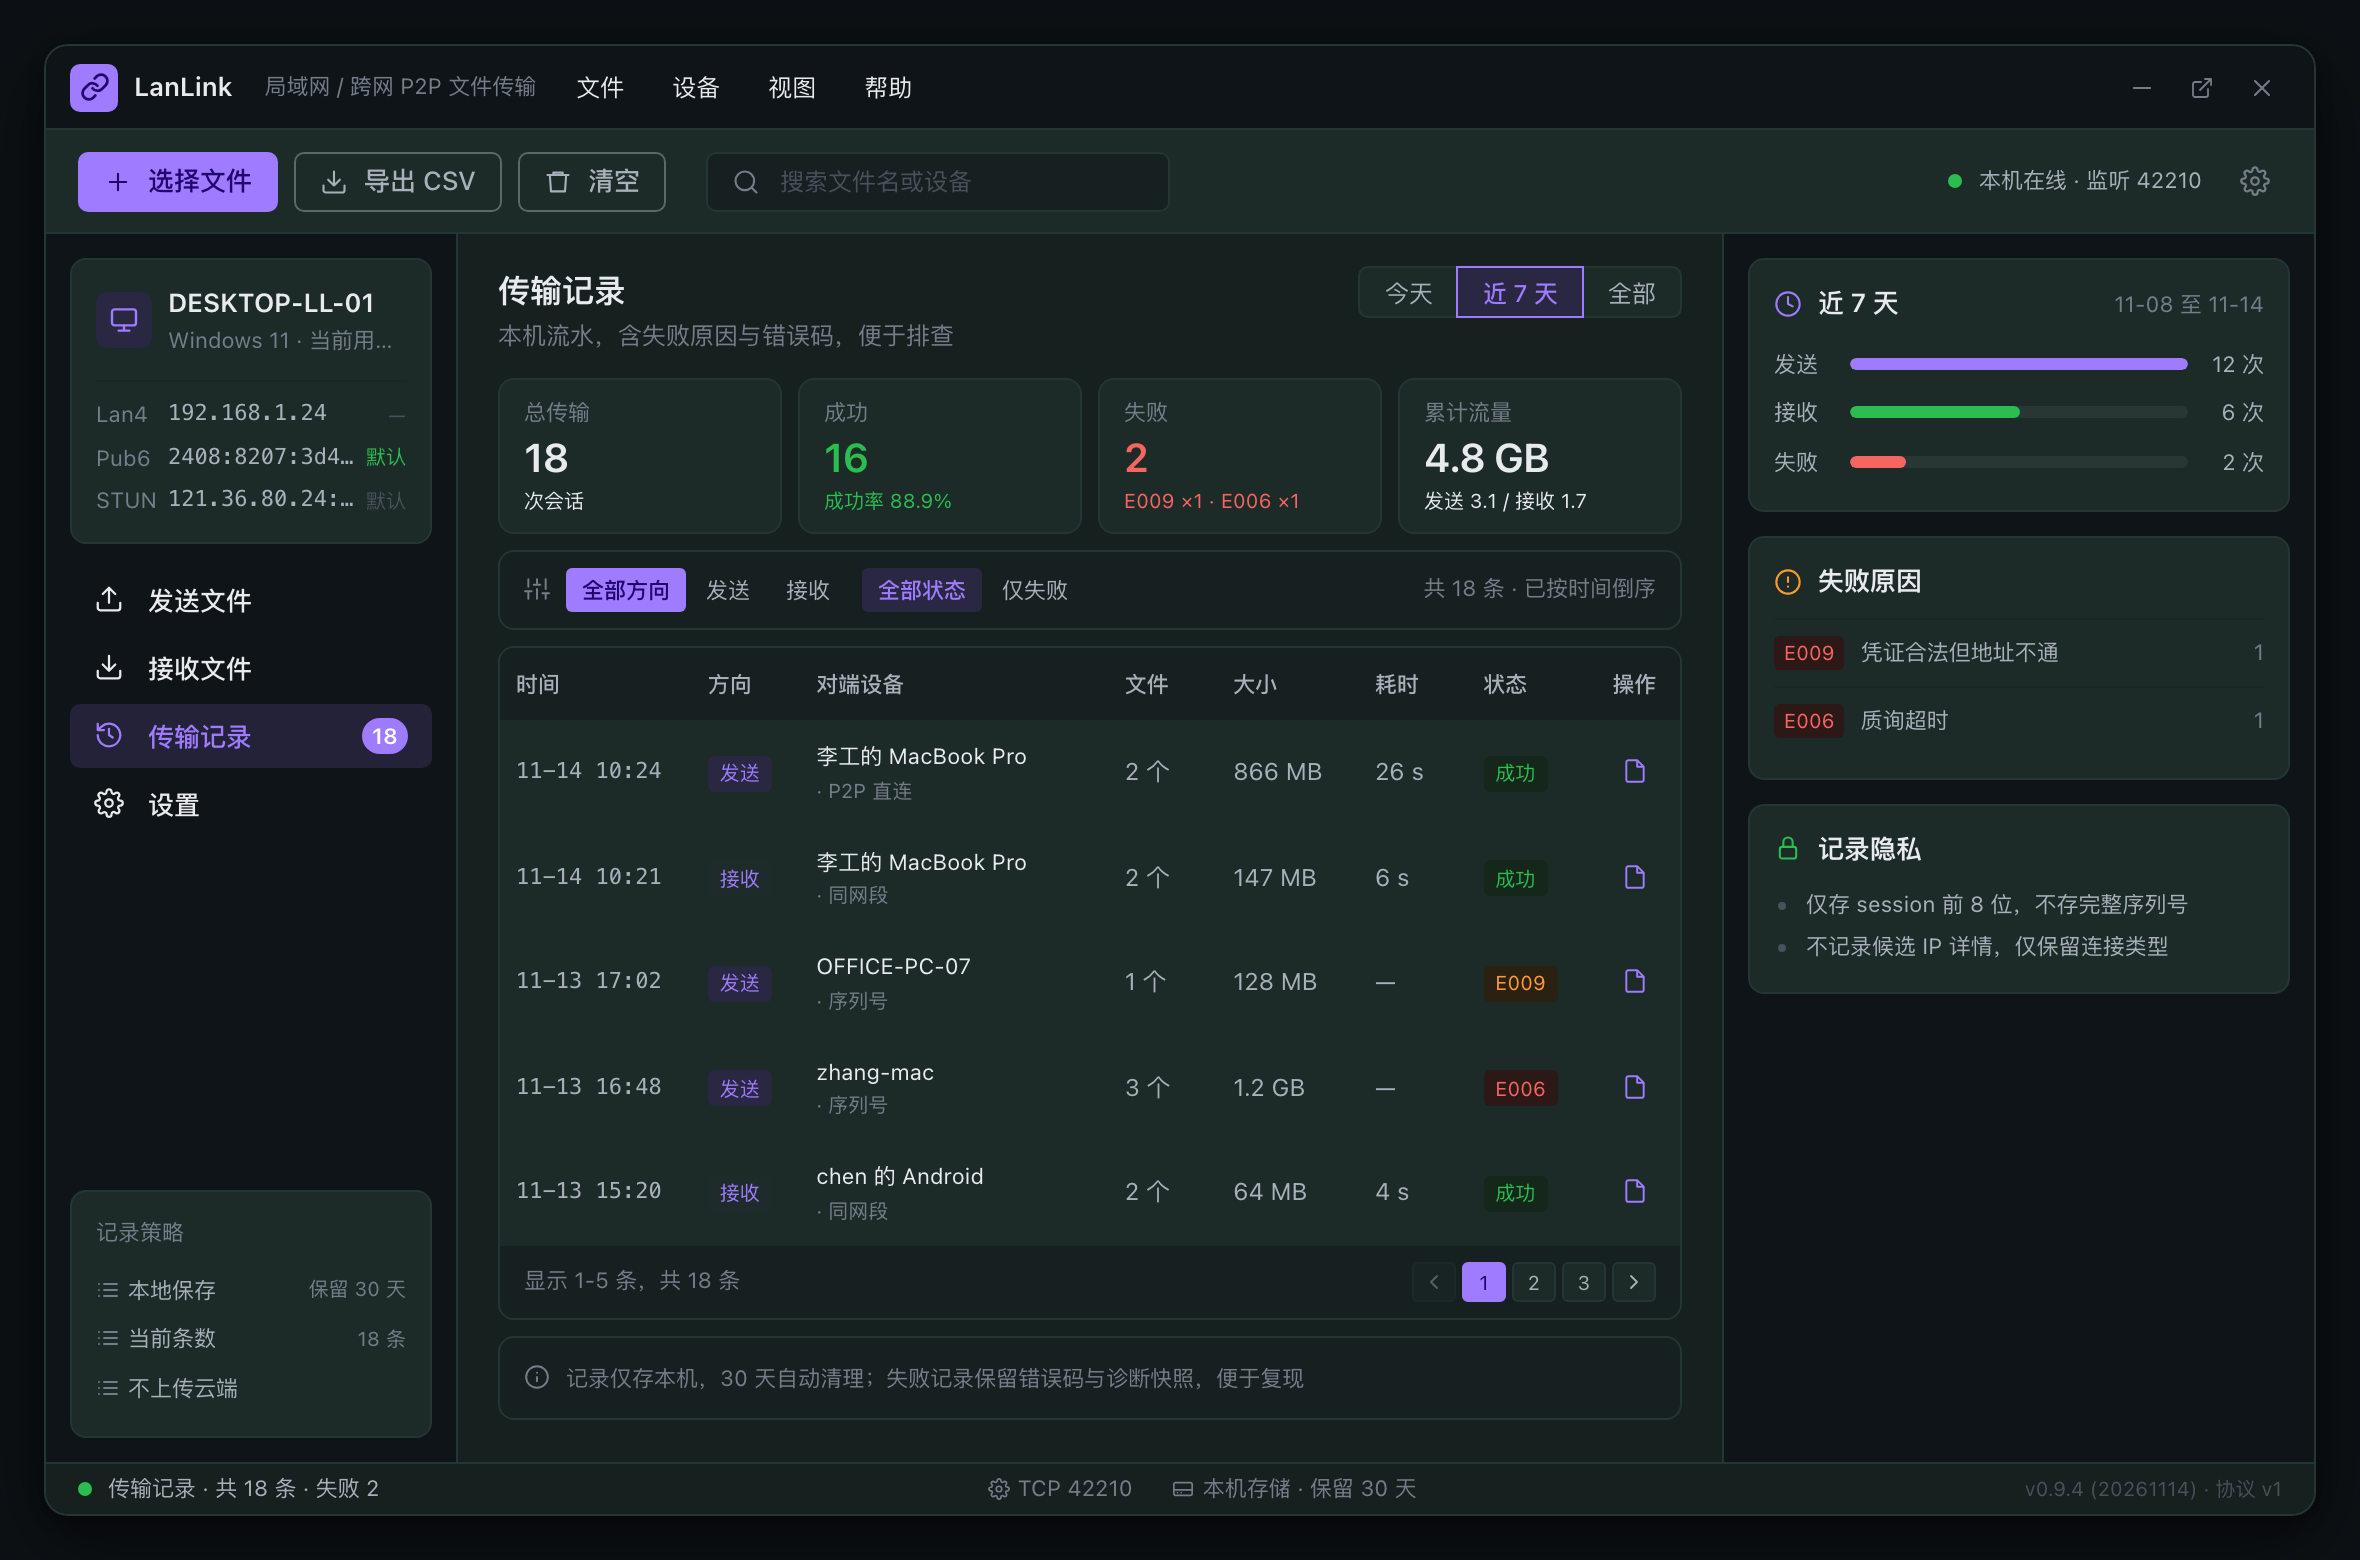 LanLink 局域网 / 跨网 P2P 文件传输 文件 设备 视图 帮助
选择文件 导出 CSV 清空 搜索文件名或设备 本机在线 · 监听 42210
DESKTOP-LL-01
Windows 11 · 当前用...
Lan4 192.168.1.24 —
Pub6 2408:8207:3d4… 默认
STUN 121.36.80.24:… 默认
发送文件
接收文件
传输记录 18
设置
记录策略
本地保存 保留 30 天
当前条数 18 条
不上传云端
传输记录
本机流水，含失败原因与错误码，便于排查
今天 近 7 天 全部
总传输
18
次会话
成功
16
成功率 88.9%
失败
2
E009 ×1 · E006 ×1
累计流量
4.8 GB
发送 3.1 / 接收 1.7
全部方向 发送 接收 全部状态 仅失败 共 18 条 · 已按时间倒序
时间 方向 对端设备 文件 大小 耗时 状态 操作
11-14 10:24 发送 李工的 MacBook Pro 2 个 866 MB 26 s 成功
· P2P 直连
11-14 10:21 接收 李工的 MacBook Pro 2 个 147 MB 6 s 成功
· 同网段
11-13 17:02 发送 OFFICE-PC-07 1 个 128 MB — E009
· 序列号
11-13 16:48 发送 zhang-mac 3 个 1.2 GB — E006
· 序列号
11-13 15:20 接收 chen 的 Android 2 个 64 MB 4 s 成功
· 同网段
显示 1-5 条，共 18 条 1 2 3
记录仅存本机，30 天自动清理；失败记录保留错误码与诊断快照，便于复现
近 7 天 11-08 至 11-14
发送 12 次
接收 6 次
失败 2 次
失败原因
E009 凭证合法但地址不通 1
E006 质询超时 1
记录隐私
仅存 session 前 8 位，不存完整序列号
不记录候选 IP 详情，仅保留连接类型
传输记录 · 共 18 条 · 失败 2 TCP 42210 本机存储 · 保留 30 天 v0.9.4 (20261114) · 协议 v1